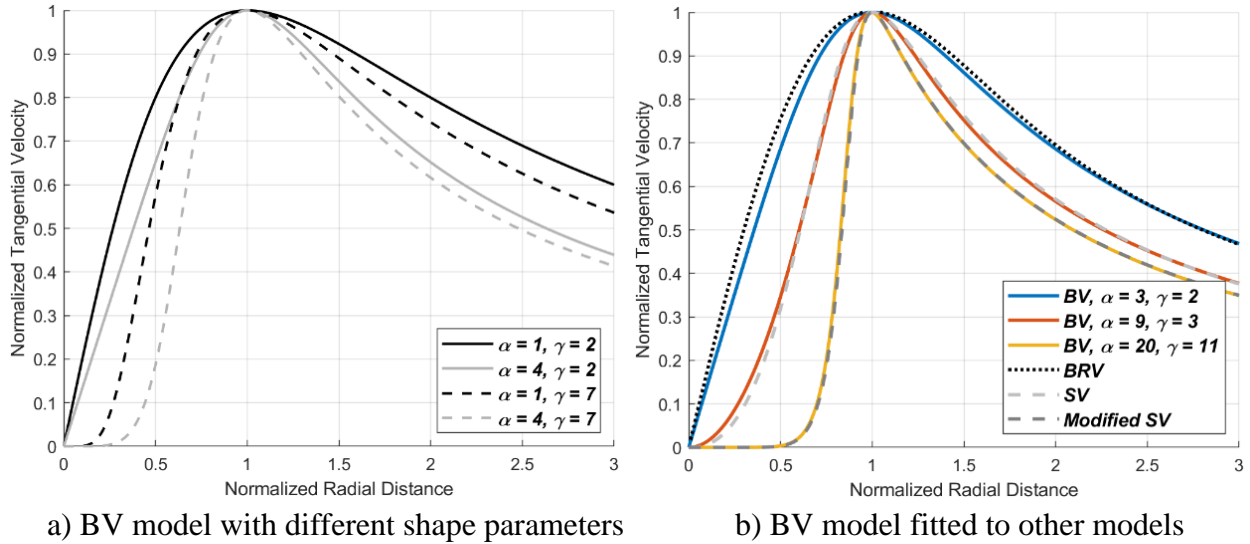 1
0.9
0.8
0.7
0.6
0.5
0.4
0.3
0.2
0.1
0
Normalized Tangential Velocity
0 0.5 1 1.5 2 2.5 3
Normalized Radial Distance
α = 1, γ = 2
α = 4, γ = 2
α = 1, γ = 7
α = 4, γ = 7
a) BV model with different shape parameters
1
0.9
0.8
0.7
0.6
0.5
0.4
0.3
0.2
0.1
0
Normalized Tangential Velocity
0 0.5 1 1.5 2 2.5 3
Normalized Radial Distance
BV, α = 3, γ = 2
BV, α = 9, γ = 3
BV, α = 20, γ = 11
BRV
SV
Modified SV
b) BV model fitted to other models